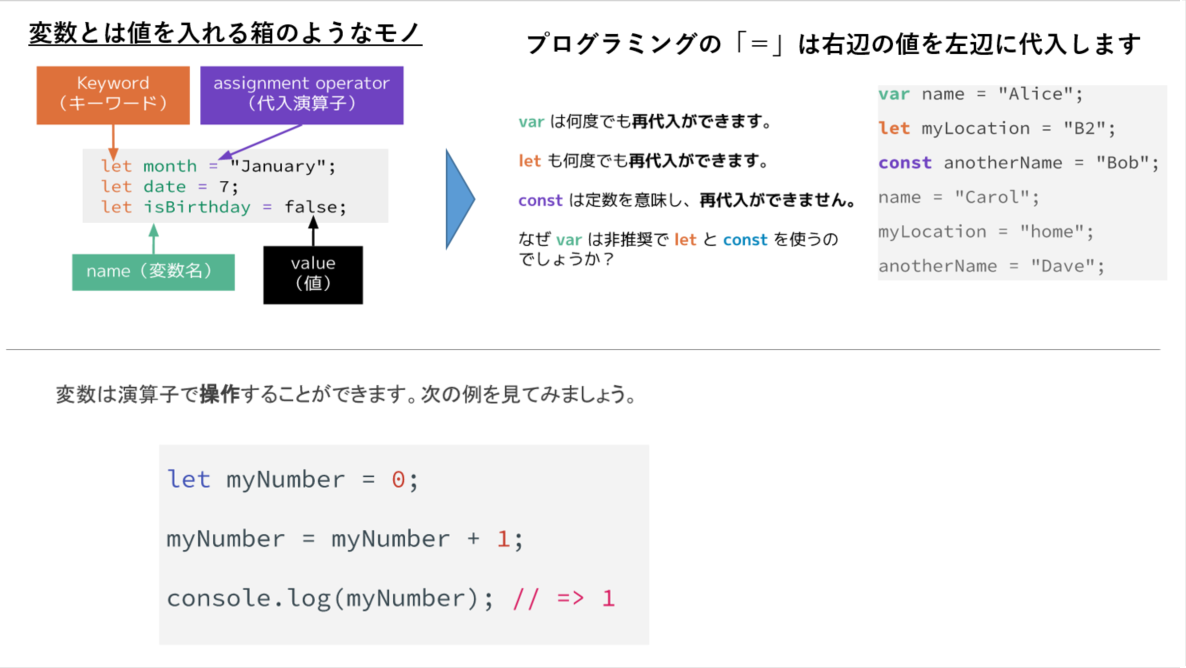 変数とは値を入れる箱のようなモノ
Keyword
（キーワード）
assignment operator
（代入演算子）
let month = "January";
let date = 7;
let isBirthday = false;
name（変数名）
value
（値）
プログラミングの「＝」は右辺の値を左辺に代入します
var は何度でも再代入ができます。
let も何度でも再代入ができます。
const は定数を意味し、再代入ができません。
なぜ var は非推奨で let と const を使うの
でしょうか？
var name = "Alice";
let myLocation = "B2";
const anotherName = "Bob";
name = "Carol";
myLocation = "home";
anotherName = "Dave";
変数は演算子で操作することができます。次の例を見てみましょう。
let myNumber = 0;
myNumber = myNumber + 1;
console.log(myNumber); // => 1